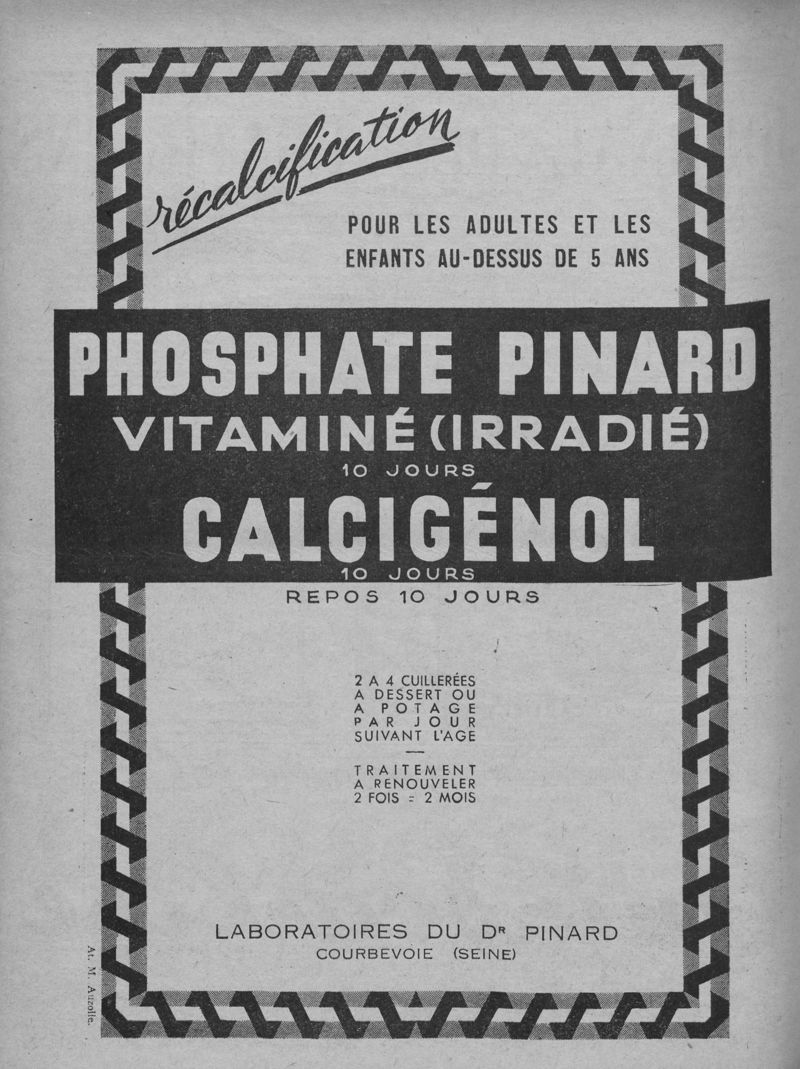 récalcification
POUR LES ADULTES ET LES
ENFANTS AU-DESSUS DE 5 ANS
PHOSPHATE PINARD
VITAMINÉ (IRRADIÉ)
10 JOURS
CALCIGÉNOL
10 JOURS
REPOS 10 JOURS
2 A 4 CUILLERÉES
A DESSERT OU
A POTAGE
PAR JOUR
SUIVANT L'AGE
—
TRAITEMENT
A RENOUVELER
2 FOIS = 2 MOIS
LABORATOIRES DU DR PINARD
COURBEVOIE (SEINE)
At. M. Auzolle.